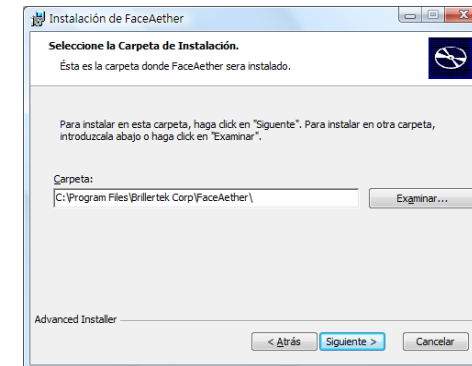 Instalación de FaceAether
Seleccione la Carpeta de Instalación.
Ésta es la carpeta donde FaceAether sera instalado.
Para instalar en esta carpeta, haga click en "Siguente". Para instalar en otra carpeta,
introduzcala abajo o haga click en "Examinar".
Carpeta:
C:\Program Files\Brillertek Corp\FaceAether\
Examinar...
Advanced Installer
< Atrás
Siguiente >
Cancelar